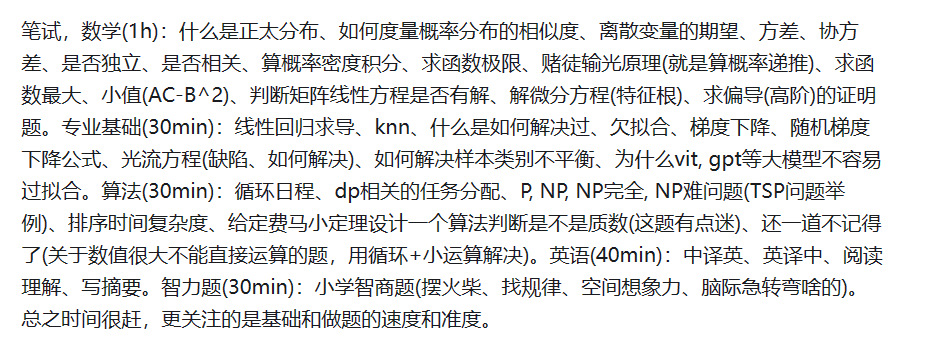 笔试，数学(1h)：什么是正太分布、如何度量概率分布的相似度、离散变量的期望、方差、协方
差、是否独立、是否相关、算概率密度积分、求函数极限、赌徒输光原理(就是算概率递推)、求函
数最大、小值(AC-B^2)、判断矩阵线性方程是否有解、解微分方程(特征根)、求偏导(高阶)的证明
题。专业基础(30min)：线性回归求导、knn、什么是如何解决过、欠拟合、梯度下降、随机梯度
下降公式、光流方程(缺陷、如何解决)、如何解决样本类别不平衡、为什么vit, gpt等大模型不容易
过拟合。算法(30min)：循环日程、dp相关的任务分配、P, NP, NP完全, NP难问题(TSP问题举
例)、排序时间复杂度、给定费马小定理设计一个算法判断是不是质数(这题有点迷)、还一道不记得
了(关于数值很大不能直接运算的题，用循环+小运算解决)。英语(40min)：中译英、英译中、阅读
理解、写摘要。智力题(30min)：小学智商题(摆火柴、找规律、空间想象力、脑际急转弯啥的)。
总之时间很赶，更关注的是基础和做题的速度和准度。